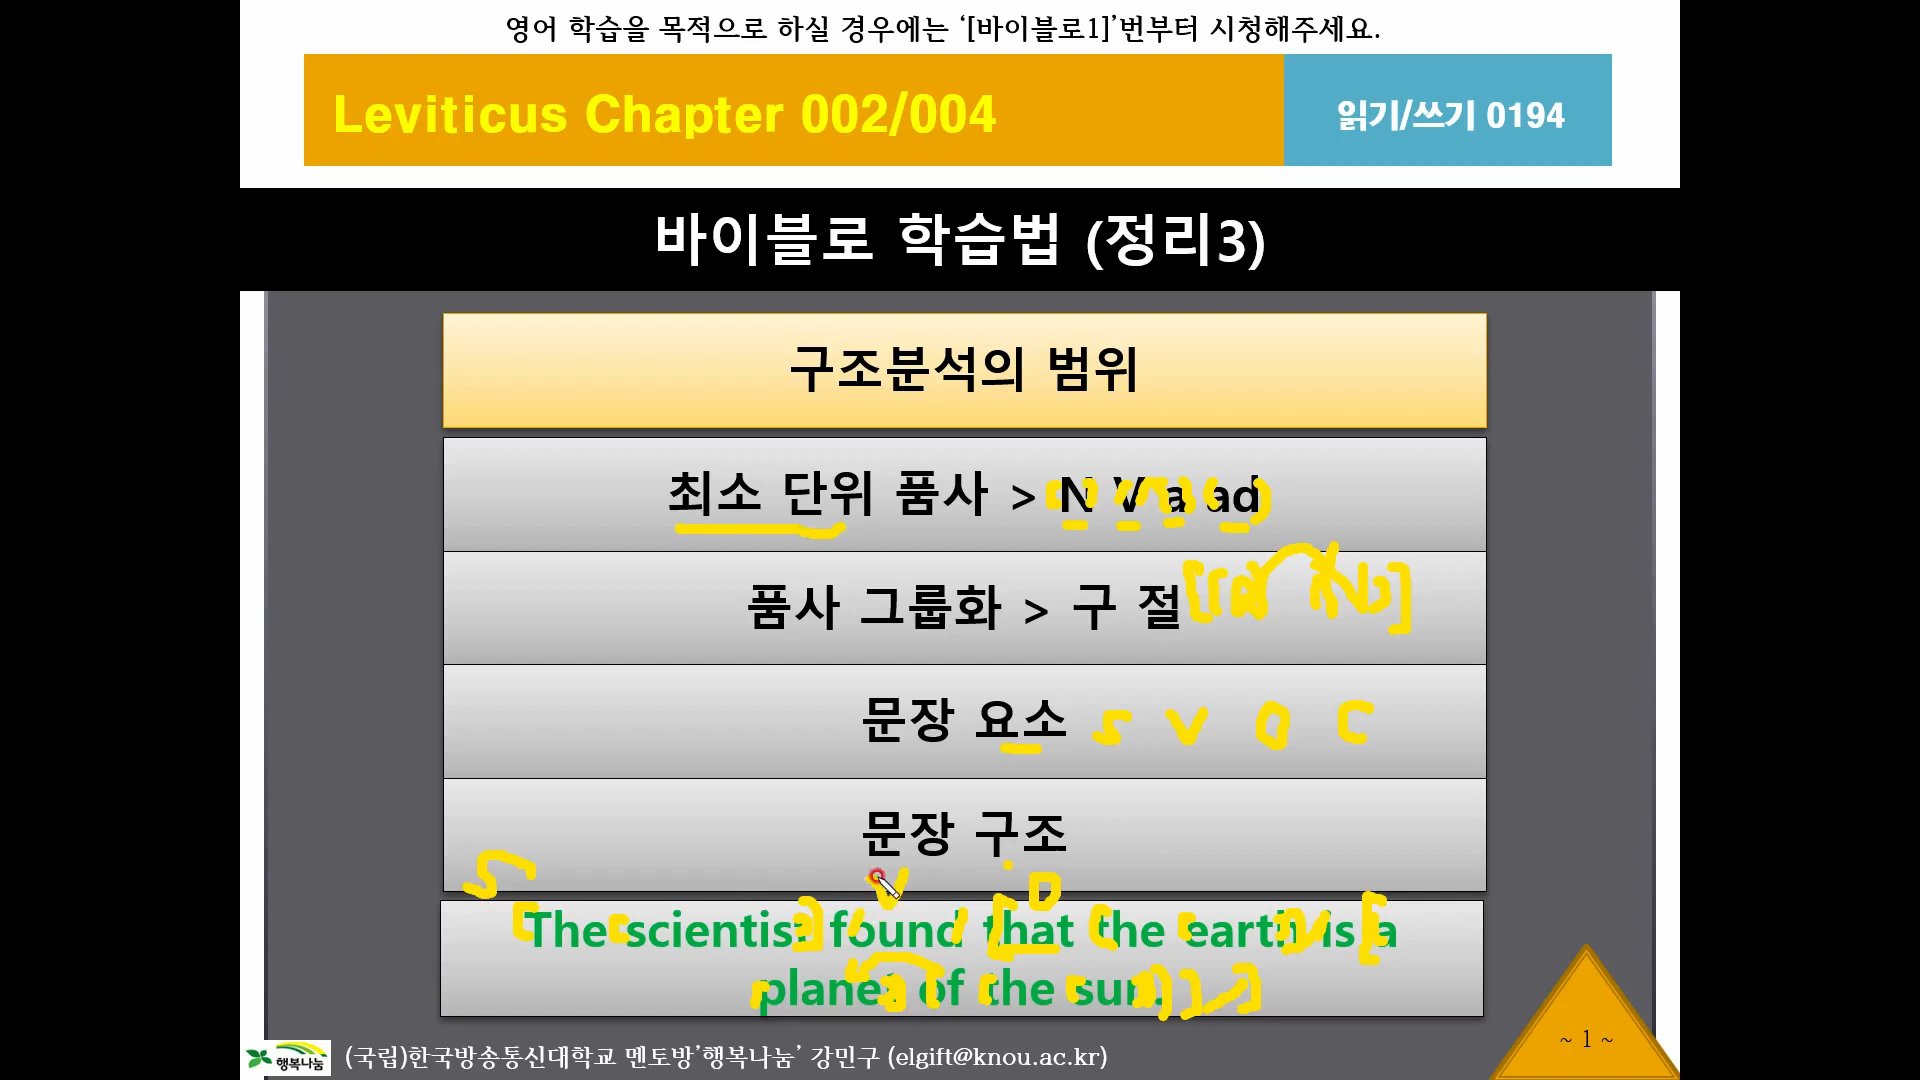 영어 학습을 목적으로 하실 경우에는 ‘[바이블로1]’번부터 시청해주세요.
Leviticus Chapter 002/004
읽기/쓰기 0194
바이블로 학습법 (정리3)
구조분석의 범위
최소 단위 품사 > N V a ad
품사 그룹화 > 구 절
문장 요소 S V O C
문장 구조
S V O
The scientist found that the earth is a
planet of the sun.
~ 1 ~
행복나눔
(국립)한국방송통신대학교 멘토방’행복나눔’ 강민구 (elgift@knou.ac.kr)